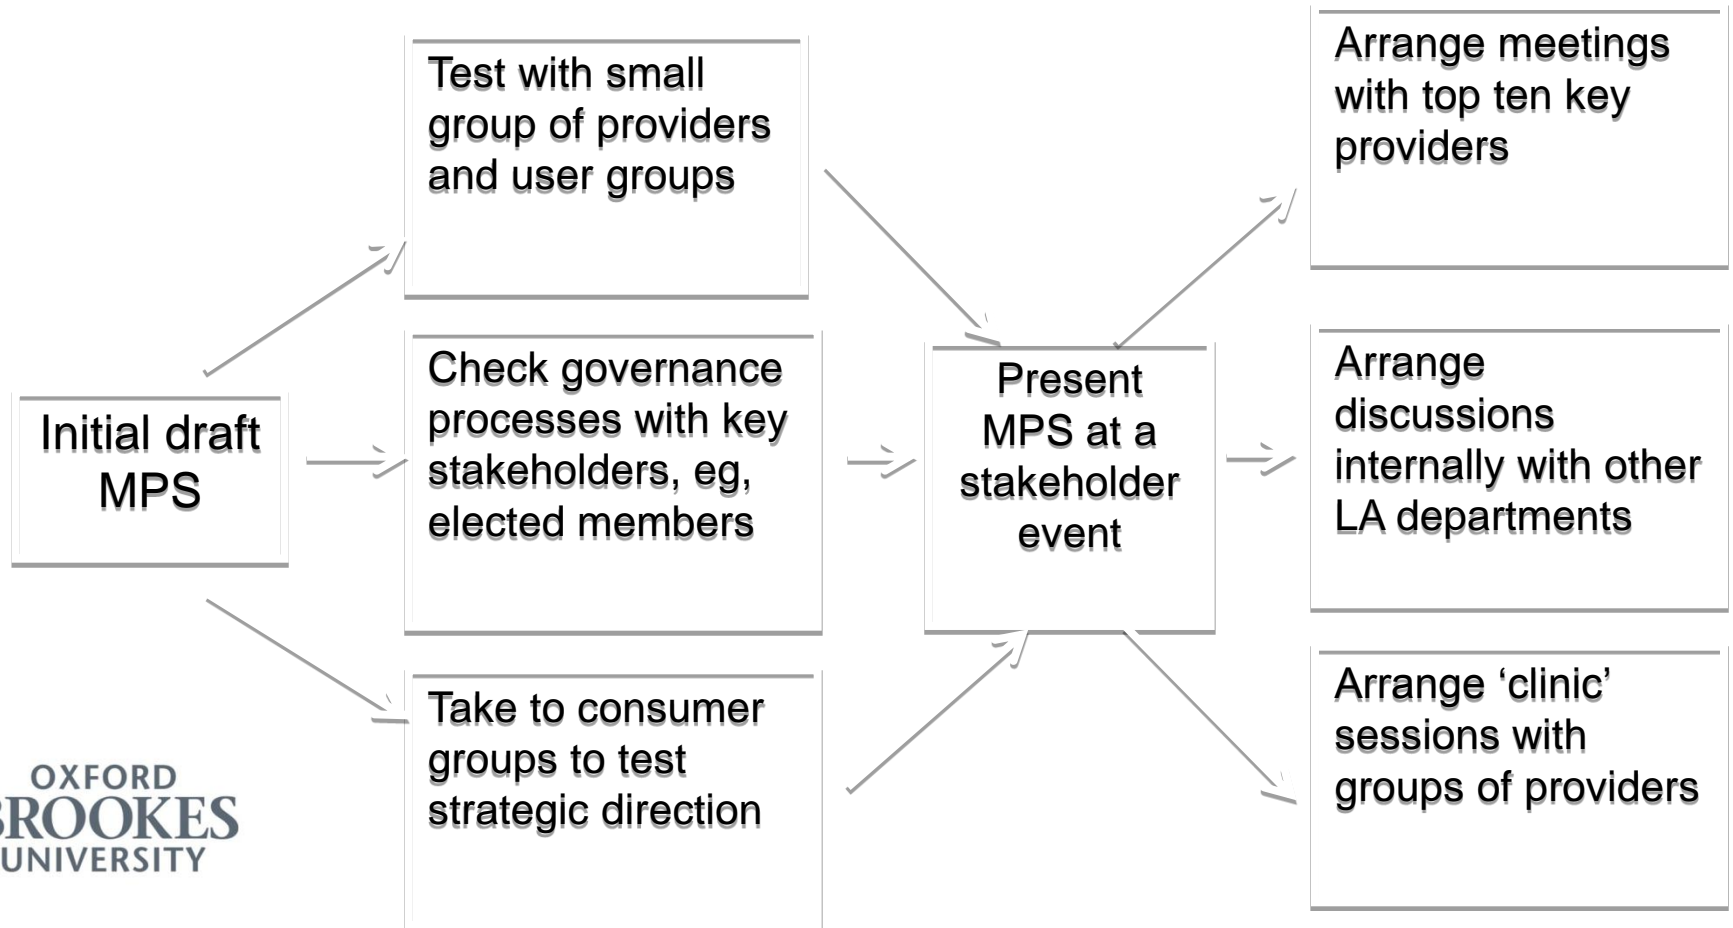 Initial draft
MPS
Test with small
group of providers
and user groups
Check governance
processes with key
stakeholders, eg,
elected members
Take to consumer
groups to test
strategic direction
Present
MPS at a
stakeholder
event
Arrange meetings
with top ten key
providers
Arrange
discussions
internally with other
LA departments
Arrange ‘clinic’
sessions with
groups of providers
OXFORD
BROOKES
UNIVERSITY